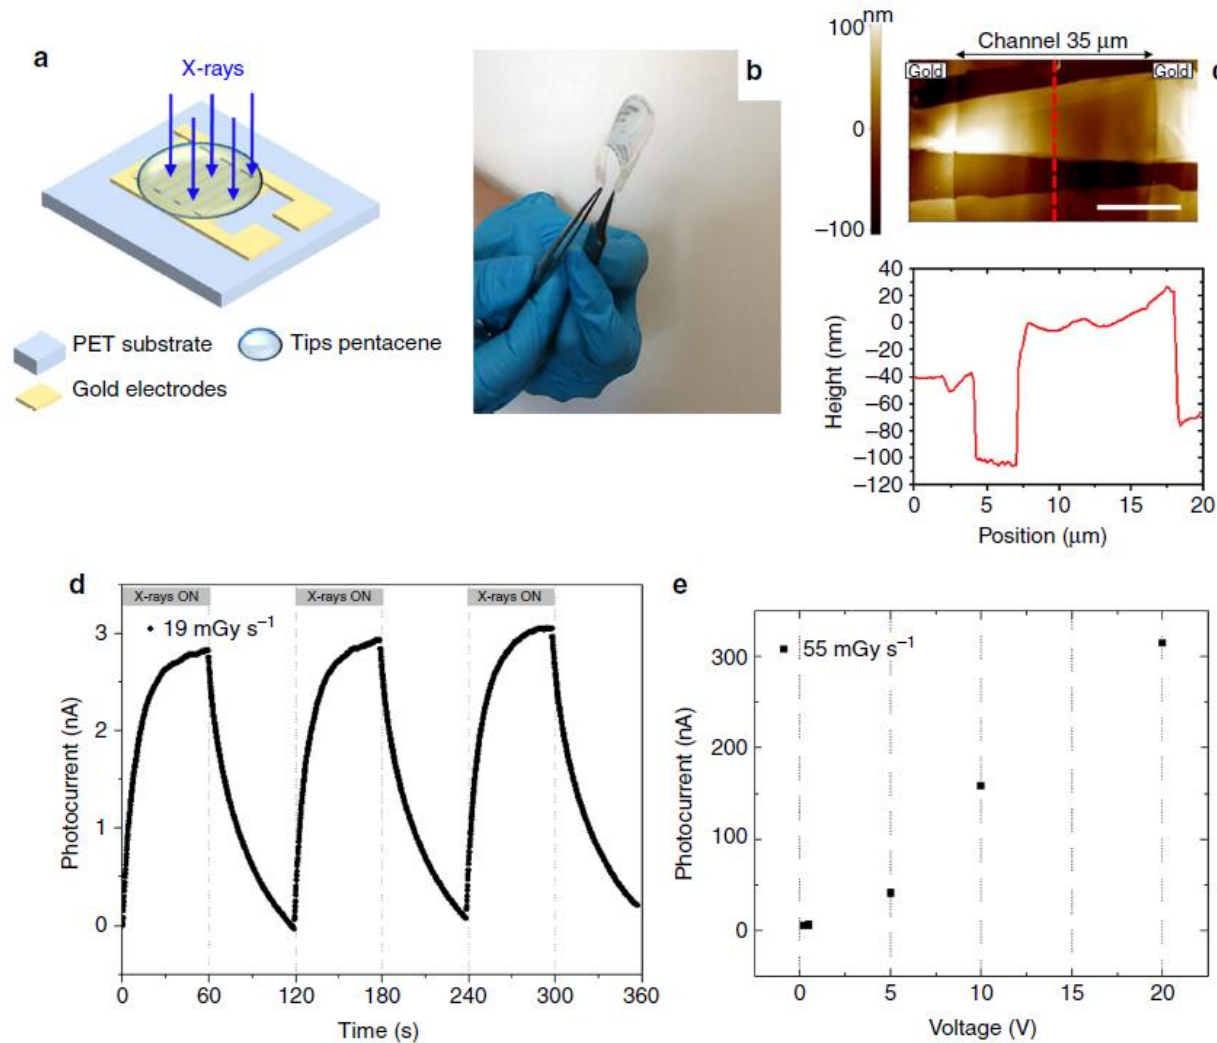 a
X-rays
PET substrate
Tips pentacene
Gold electrodes
b
nm
100
0
−100
Channel 35 μm
Gold
Gold
Height (nm)
40
20
0
−20
−40
−60
−80
−100
−120
0 5 10 15 20
Position (μm)
d
X-rays ON X-rays ON X-rays ON
19 mGy s⁻¹
Photocurrent (nA)
3
2
1
0
0 60 120 180 240 300 360
Time (s)
e
55 mGy s⁻¹
Photocurrent (nA)
300
200
100
0
0 5 10 15 20
Voltage (V)